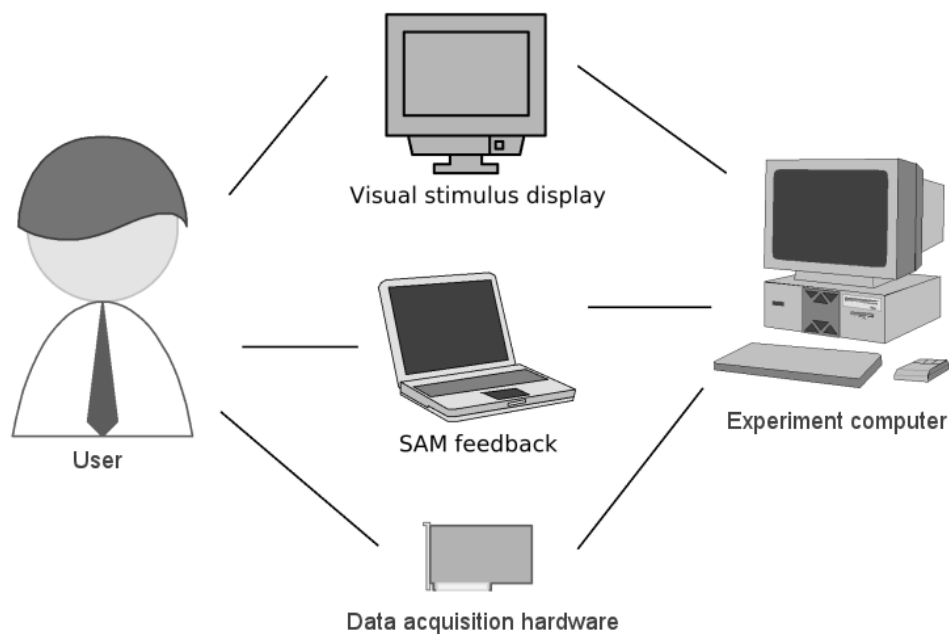 Visual stimulus display
SAM feedback
User
Experiment computer
Data acquisition hardware